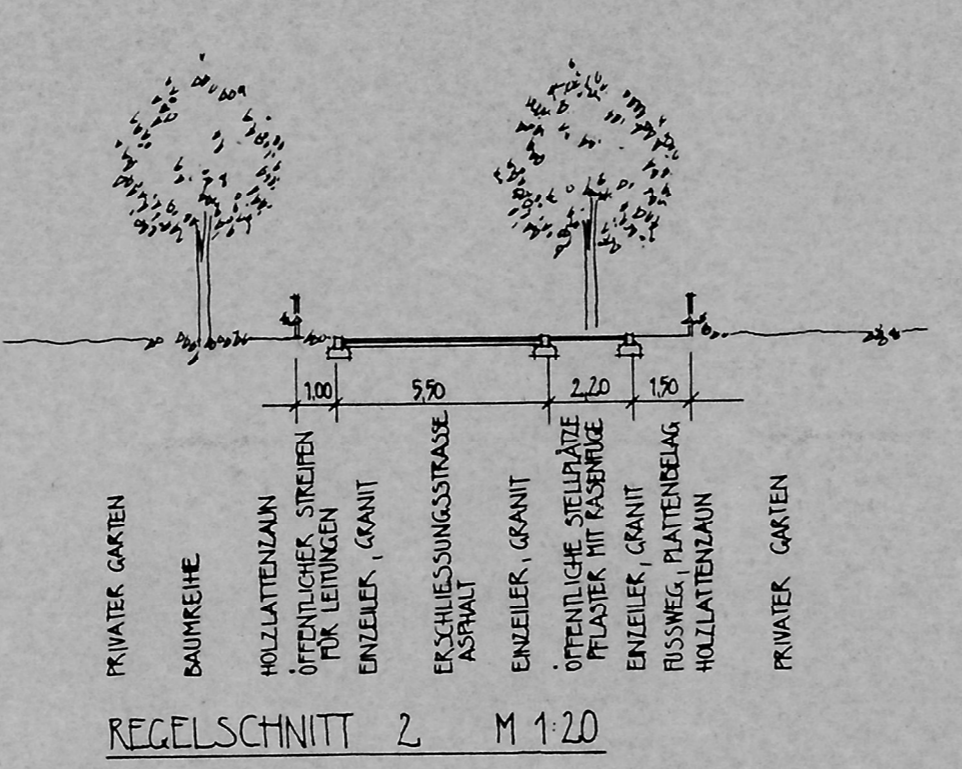 1,00
5,50
2,20
1,50
PRIVATER GARTEN
BAUMREIHE
HOLZLATTENZAUN
ÖFFENTLICHER STREIFEN
FÜR LEITUNGEN
EINZEILER, GRANIT
ERSCHLIESSUNGSSTRASSE
ASPHALT
EINZEILER, GRANIT
ÖFFENTLICHE STELLPLÄTZE
PFLASTER MIT RASENFUGE
EINZEILER, GRANIT
FUSSWEG, PLATTENBELAG
HOLZLATTENZAUN
PRIVATER GARTEN
REGELSCHNITT 2 M 1:20